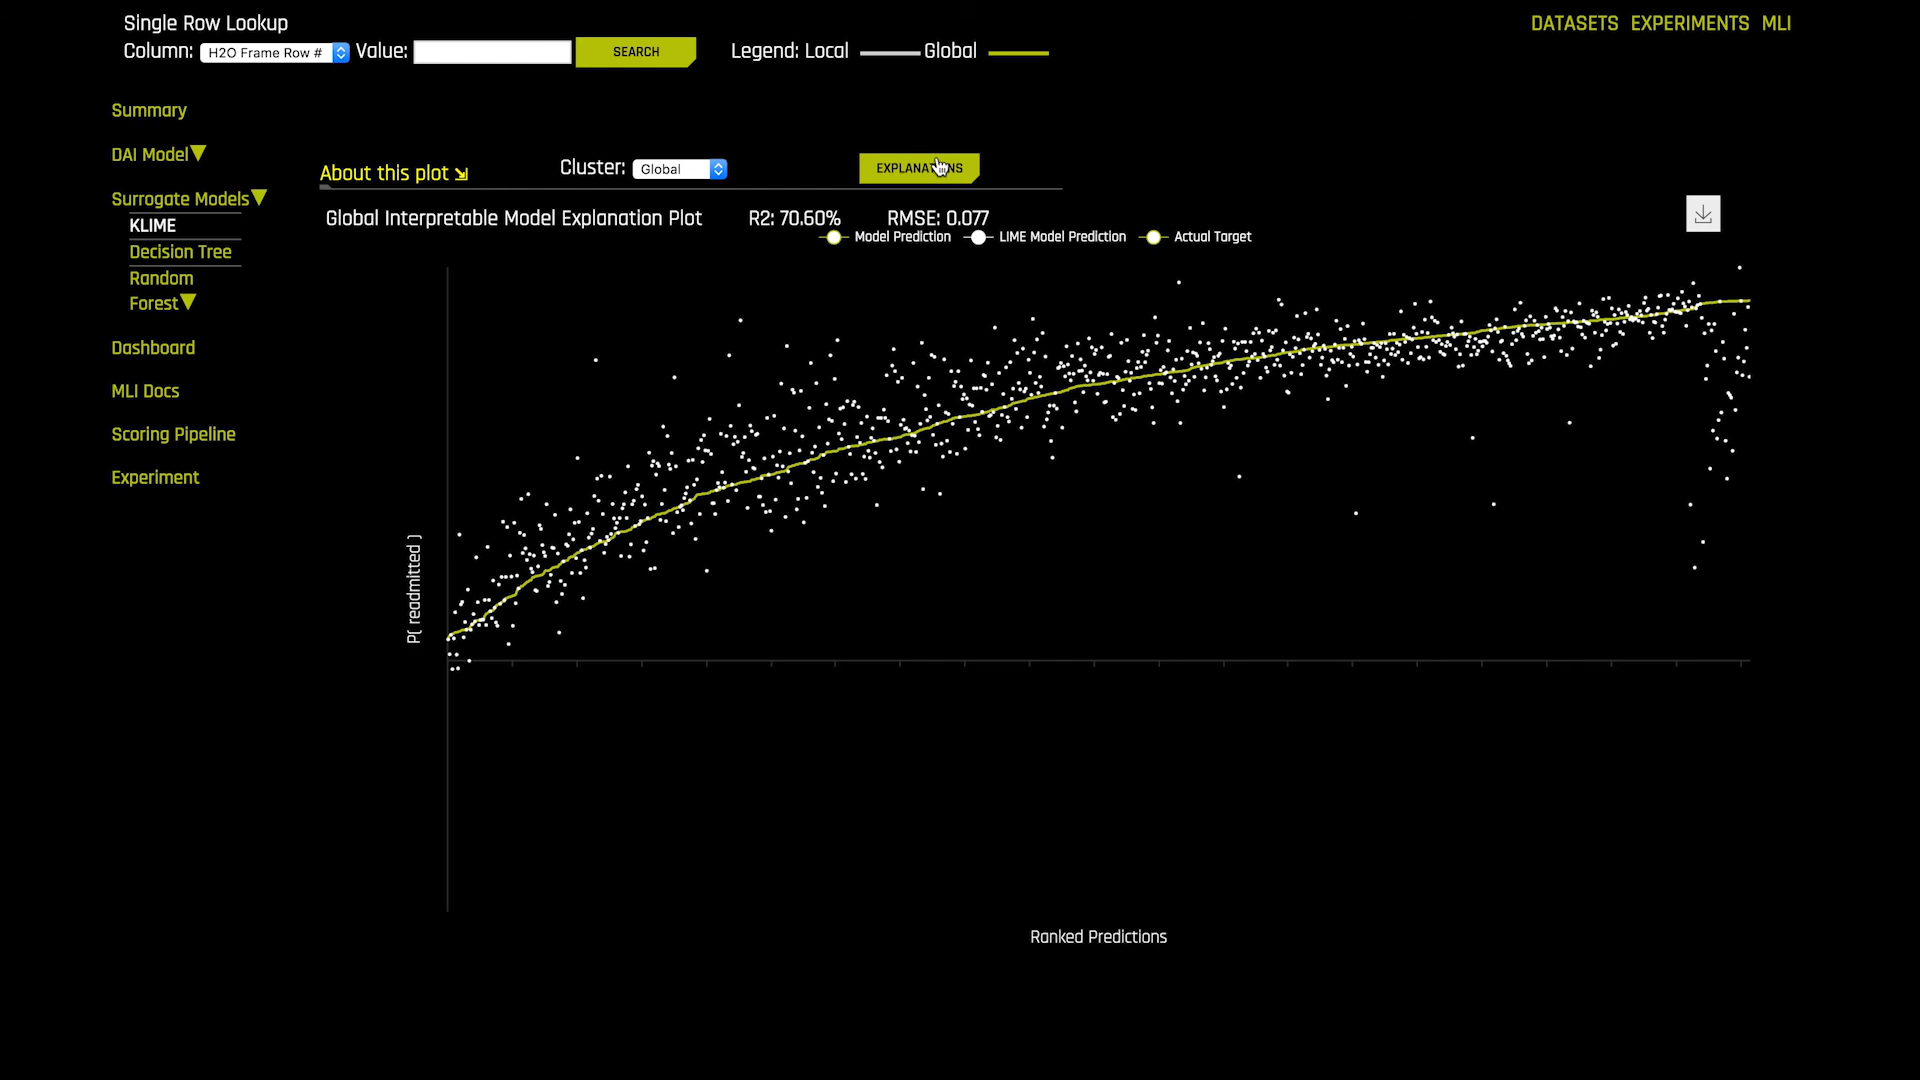 Single Row Lookup
DATASETS EXPERIMENTS MLI
Column: H2O Frame Row # Value: SEARCH Legend: Local Global
Summary
DAI Model
About this plot Cluster: Global EXPLANATIONS
Surrogate Models
KLIME
Global Interpretable Model Explanation Plot R2: 70.60% RMSE: 0.077
Model Prediction LIME Model Prediction Actual Target
Decision Tree
Random
Forest
Dashboard
MLI Docs
Scoring Pipeline
Experiment
P( readmitted )
Ranked Predictions